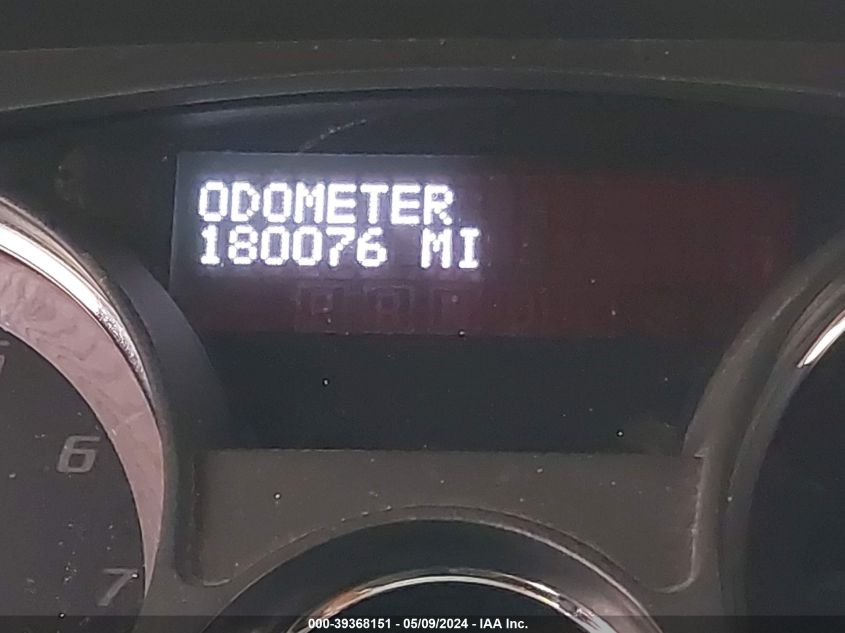 ODOMETER
180076 MI
6
7
000-39368151 - 05/09/2024 - IAA Inc.